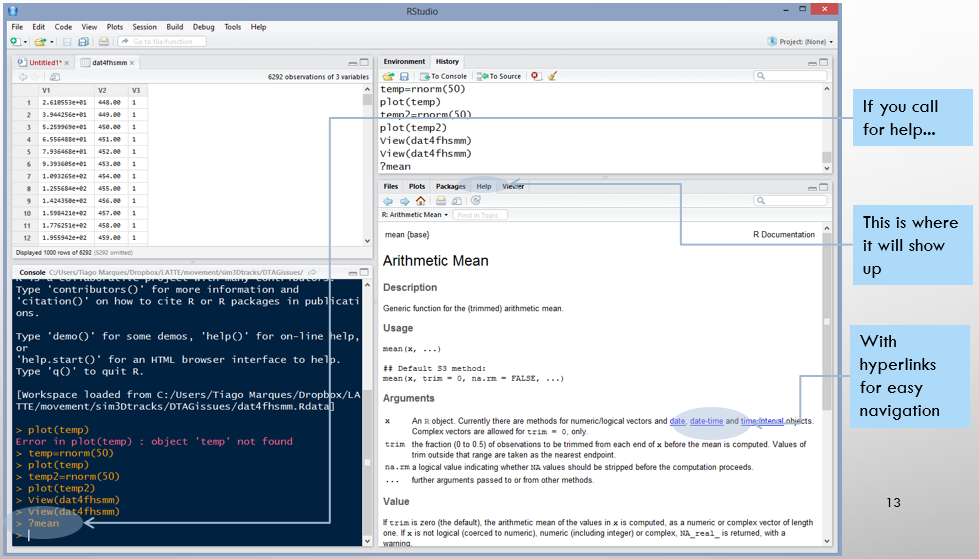 RStudio
File Edit Code View Plots Session Build Debug Tools Help
Go to file/function
Project: (None)
Untitled1* ×
dat4fhsmm ×
6292 observations of 3 variables
V1 V2 V3
1 2.610553e+01 448.00 1
2 3.944256e+01 449.00 1
3 5.259969e+01 450.00 1
4 6.556488e+01 451.00 1
5 7.936468e+01 452.00 1
6 9.393605e+01 453.00 1
7 1.093265e+02 454.00 1
8 1.255684e+02 455.00 1
9 1.424350e+02 456.00 1
10 1.598421e+02 457.00 1
11 1.776251e+02 458.00 1
12 1.955942e+02 459.00 1
Displayed 1000 rows of 6292 (5292 omitted)
Console C:/Users/Tiago Marques/Dropbox/LATTE/movement/sim3Dtracks/DTAGissues/
R is a collaborative project with many contributors.
Type 'contributors()' for more information and
'citation()' on how to cite R or R packages in publicati
ons.
Type 'demo()' for some demos, 'help()' for on-line help,
or
'help.start()' for an HTML browser interface to help.
Type 'q()' to quit R.
[Workspace loaded from C:/Users/Tiago Marques/Dropbox/LA
TTE/movement/sim3Dtracks/DTAGissues/dat4fhsmm.Rdata]
> plot(temp)
Error in plot(temp) : object 'temp' not found
> temp=rnorm(50)
> plot(temp)
> temp2=rnorm(50)
> plot(temp2)
> View(dat4fhsmm)
> View(dat4fhsmm)
> ?mean
>
Environment History
To Console To Source
temp=rnorm(50)
plot(temp)
temp2=rnorm(50)
plot(temp2)
View(dat4fhsmm)
View(dat4fhsmm)
?mean
Files Plots Packages Help Viewer
R: Arithmetic Mean Find in Topic
mean {base} R Documentation
Arithmetic Mean
Description
Generic function for the (trimmed) arithmetic mean.
Usage
mean(x, ...)
## Default S3 method:
mean(x, trim = 0, na.rm = FALSE, ...)
Arguments
x An R object. Currently there are methods for numeric/logical vectors and date, date-time and time interval objects.
Complex vectors are allowed for trim = 0, only.
trim the fraction (0 to 0.5) of observations to be trimmed from each end of x before the mean is computed. Values of
trim outside that range are taken as the nearest endpoint.
na.rm a logical value indicating whether NA values should be stripped before the computation proceeds.
... further arguments passed to or from other methods.
Value
If trim is zero (the default), the arithmetic mean of the values in x is computed, as a numeric or complex vector of length
one. If x is not logical (coerced to numeric), numeric (including integer) or complex, NA_real_ is returned, with a
warning.
If you call
for help...
This is where
it will show
up
With
hyperlinks
for easy
navigation
13